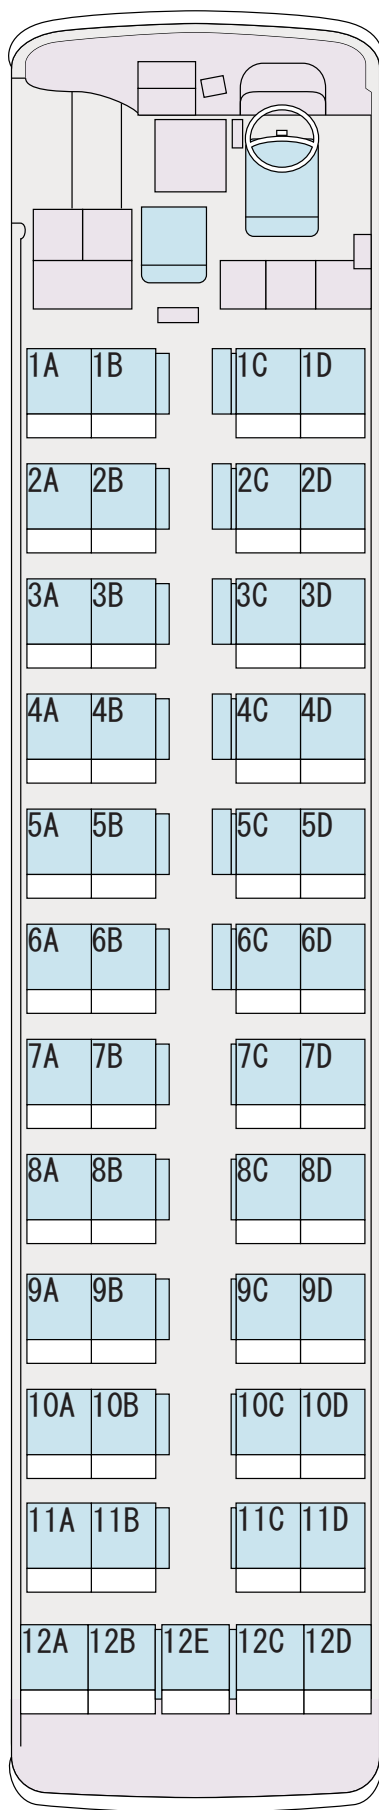 1A 1B 1C 1D
2A 2B 2C 2D
3A 3B 3C 3D
4A 4B 4C 4D
5A 5B 5C 5D
6A 6B 6C 6D
7A 7B 7C 7D
8A 8B 8C 8D
9A 9B 9C 9D
10A 10B 10C 10D
11A 11B 11C 11D
12A 12B 12E 12C 12D